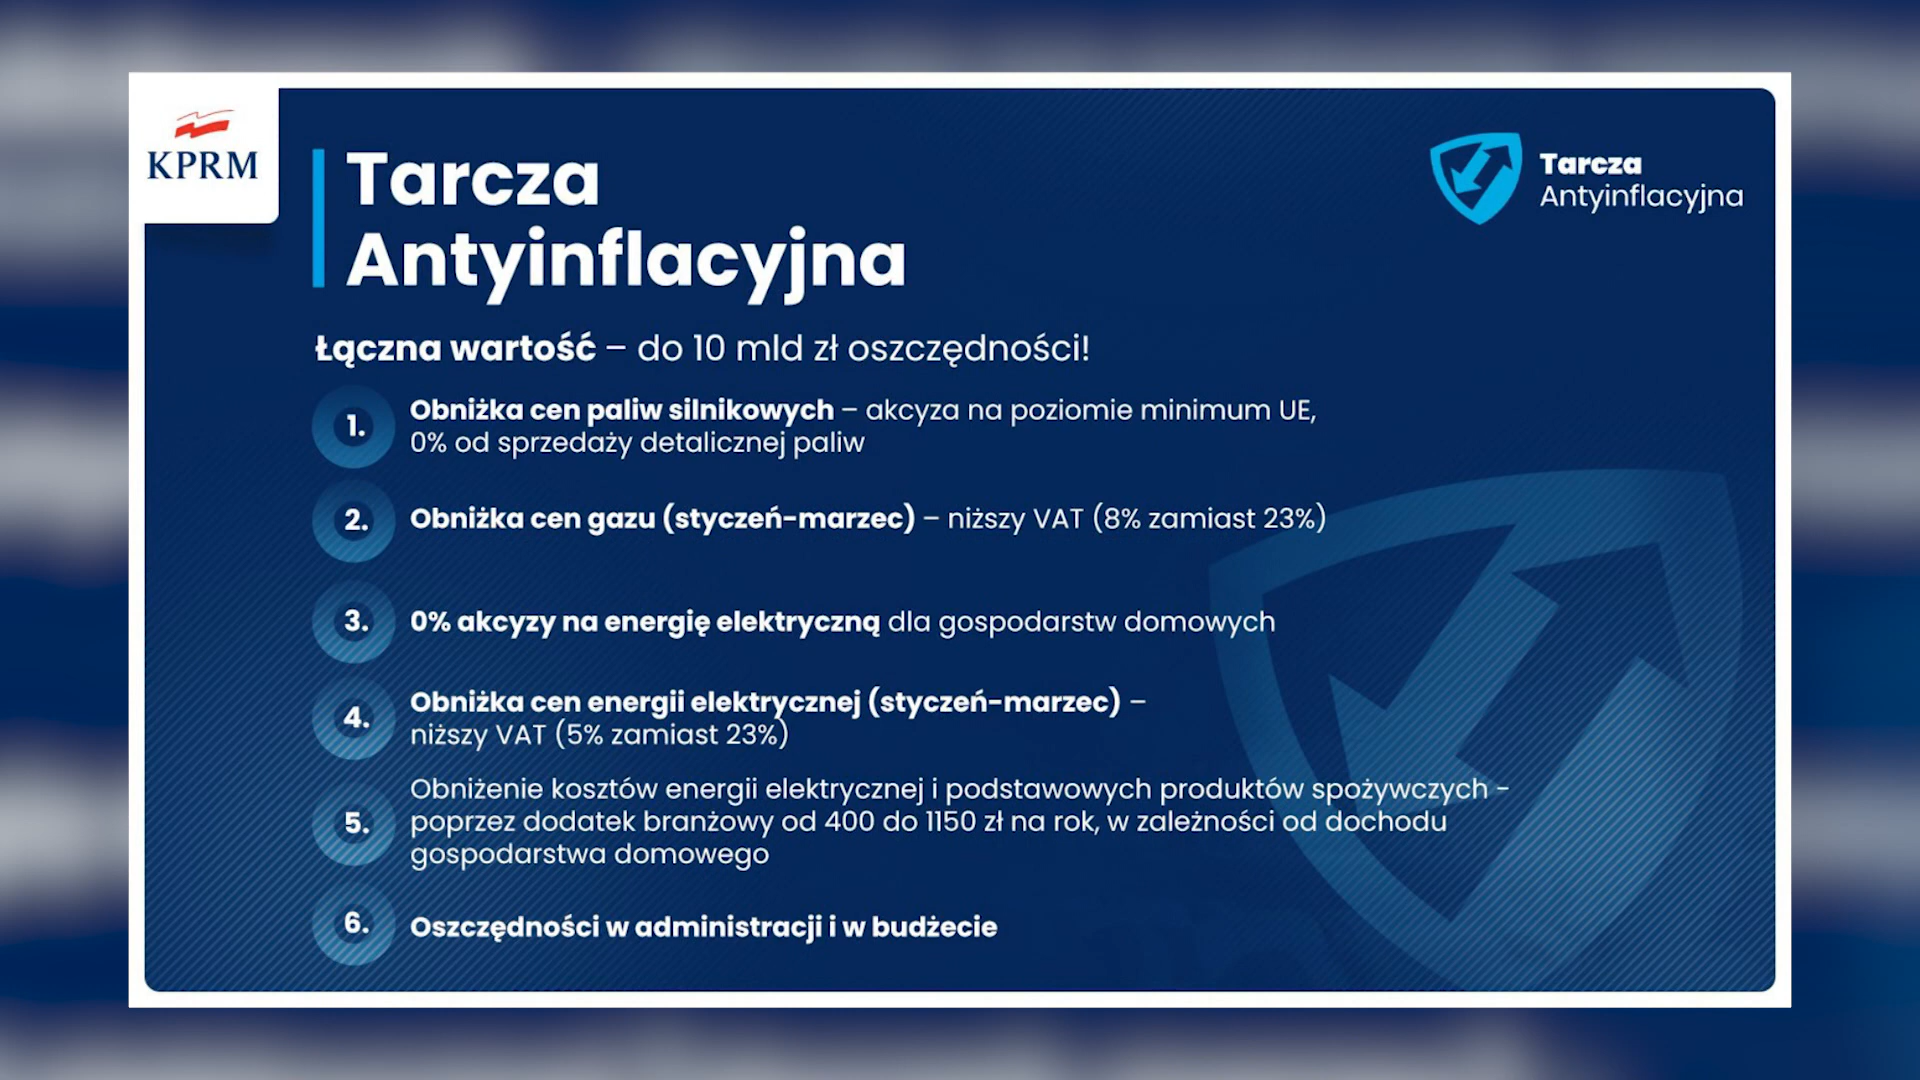 KPRM
Tarcza
Antyinflacyjna
Tarcza
Antyinflacyjna
Łączna wartość – do 10 mld zł oszczędności!
1. Obniżka cen paliw silnikowych – akcyza na poziomie minimum UE,
0% od sprzedaży detalicznej paliw
2. Obniżka cen gazu (styczeń-marzec) – niższy VAT (8% zamiast 23%)
3. 0% akcyzy na energię elektryczną dla gospodarstw domowych
4. Obniżka cen energii elektrycznej (styczeń-marzec) –
niższy VAT (5% zamiast 23%)
5. Obniżenie kosztów energii elektrycznej i podstawowych produktów spożywczych -
poprzez dodatek branżowy od 400 do 1150 zł na rok, w zależności od dochodu
gospodarstwa domowego
6. Oszczędności w administracji i w budżecie